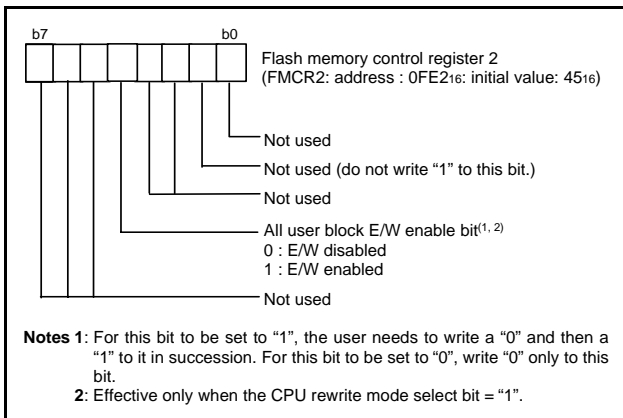 b7 b0
Flash memory control register 2
(FMCR2: address : 0FE216: initial value: 4516)
Not used
Not used (do not write “1” to this bit.)
Not used
All user block E/W enable bit(1, 2)
0 : E/W disabled
1 : E/W enabled
Not used
Notes 1: For this bit to be set to “1”, the user needs to write a “0” and then a
“1” to it in succession. For this bit to be set to “0”, write “0” only to this
bit.
2: Effective only when the CPU rewrite mode select bit = “1”.